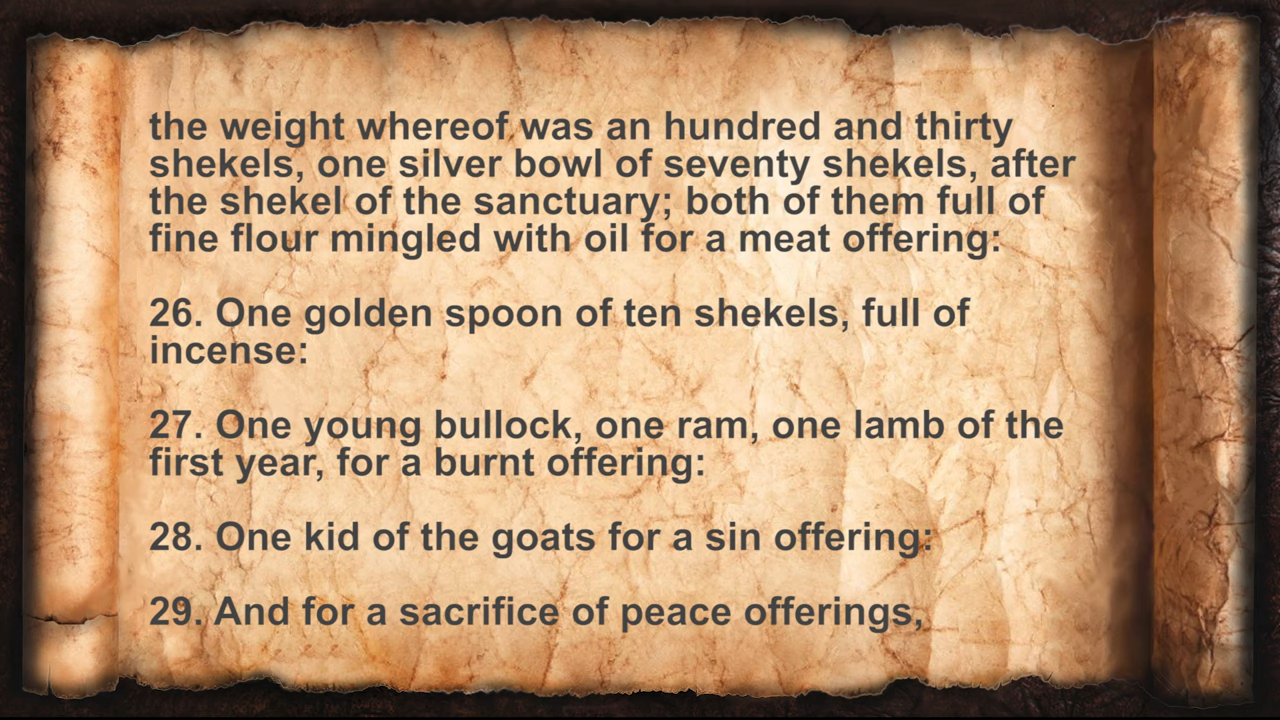 the weight whereof was an hundred and thirty
shekels, one silver bowl of seventy shekels, after
the shekel of the sanctuary; both of them full of
fine flour mingled with oil for a meat offering:
26. One golden spoon of ten shekels, full of
incense:
27. One young bullock, one ram, one lamb of the
first year, for a burnt offering:
28. One kid of the goats for a sin offering:
29. And for a sacrifice of peace offerings,